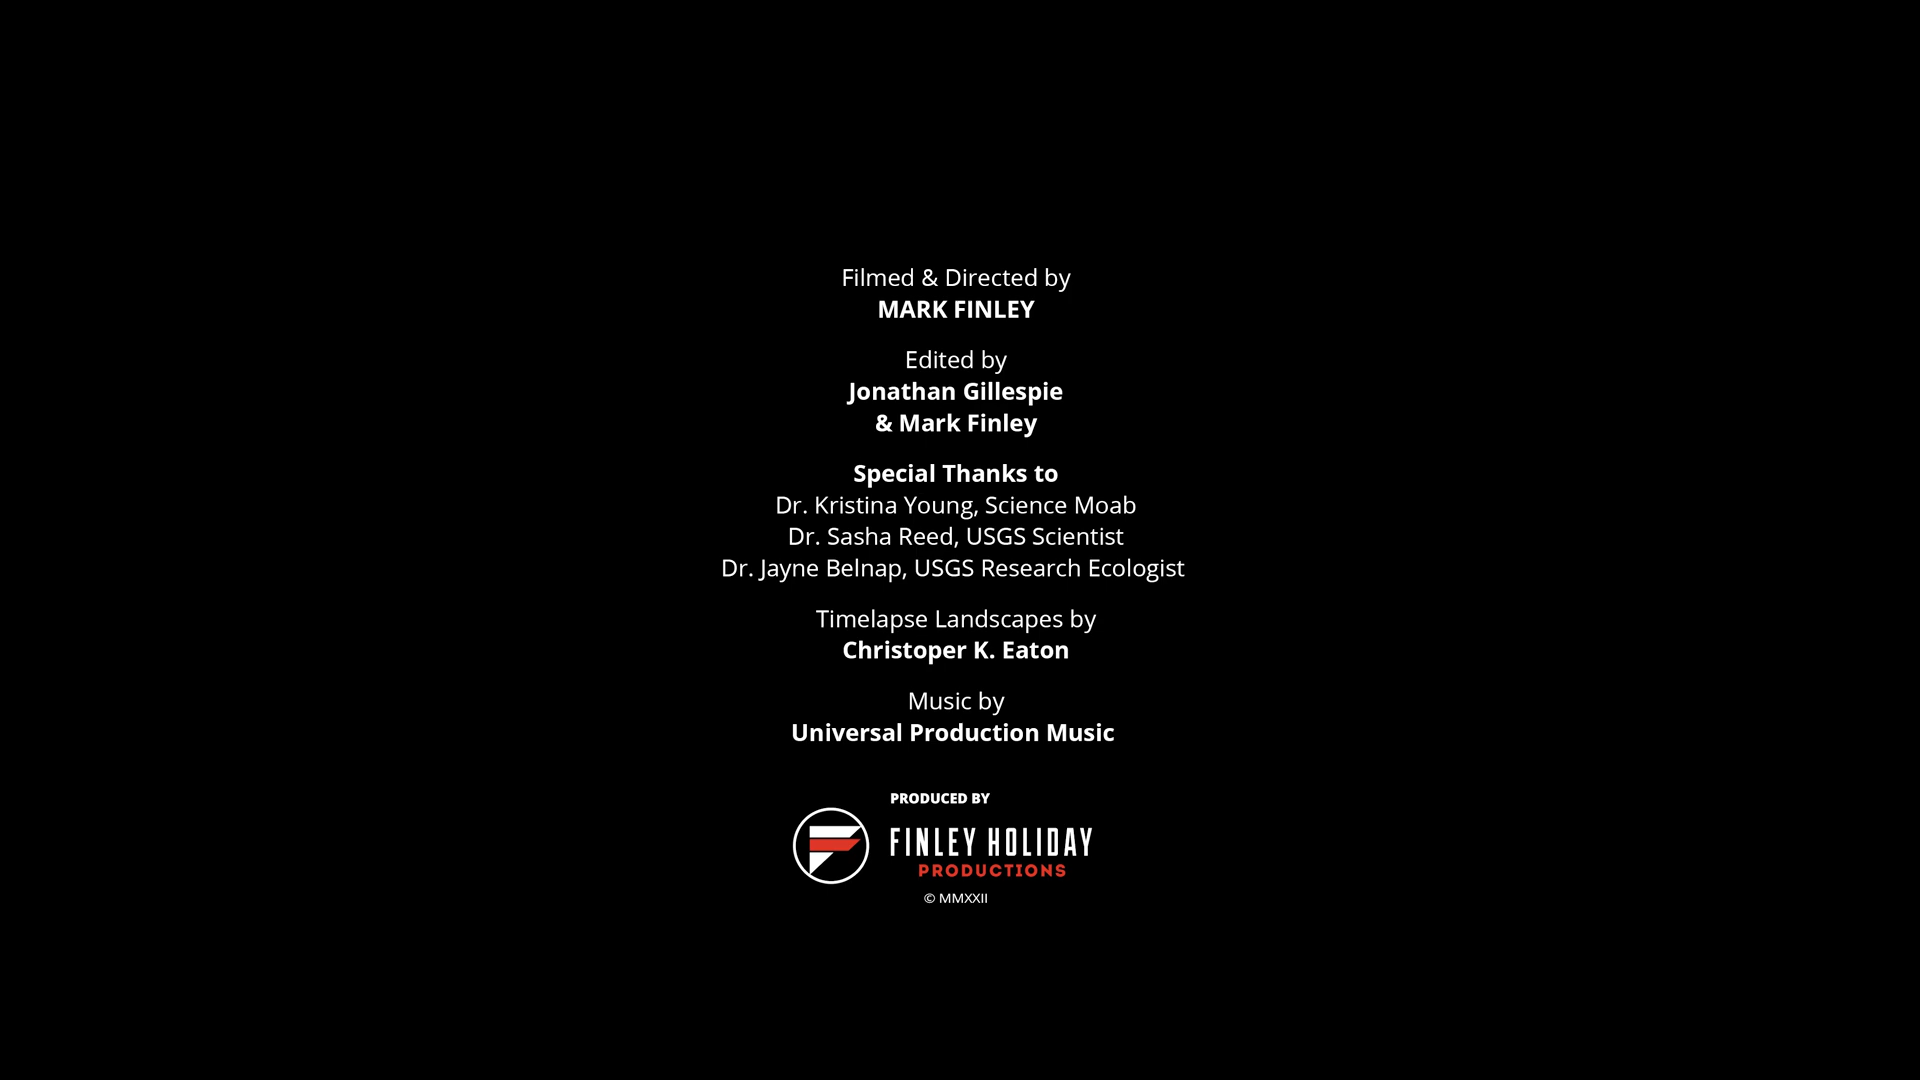 Filmed & Directed by
MARK FINLEY
Edited by
Jonathan Gillespie
& Mark Finley
Special Thanks to
Dr. Kristina Young, Science Moab
Dr. Sasha Reed, USGS Scientist
Dr. Jayne Belnap, USGS Research Ecologist
Timelapse Landscapes by
Christoper K. Eaton
Music by
Universal Production Music
PRODUCED BY
FINLEY HOLIDAY
PRODUCTIONS
© MMXXII